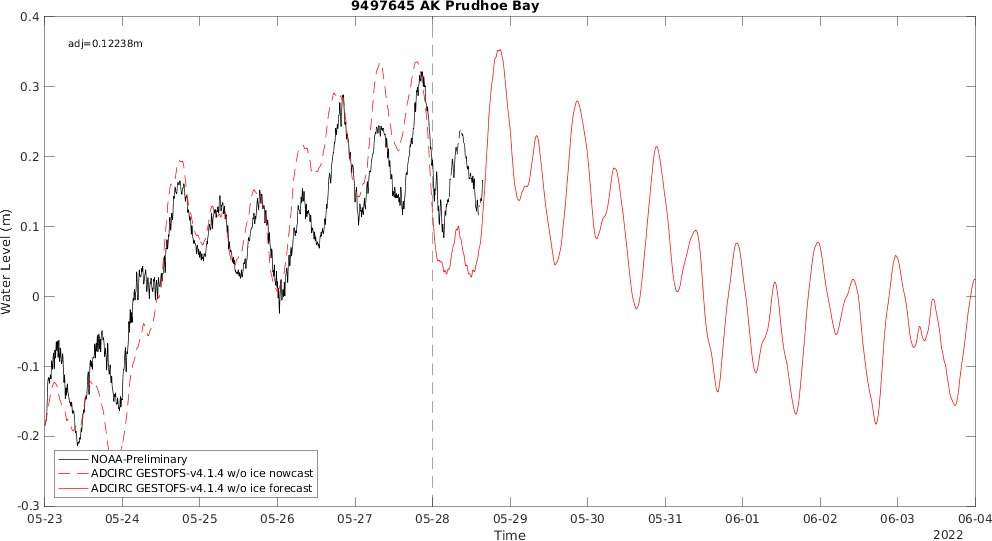 9497645 AK Prudhoe Bay
adj=0.12238m
0.4
0.3
0.2
0.1
0
-0.1
-0.2
-0.3
Water Level (m)
NOAA-Preliminary
ADCIRC GESTOFS-v4.1.4 w/o ice nowcast
ADCIRC GESTOFS-v4.1.4 w/o ice forecast
05-23 05-24 05-25 05-26 05-27 05-28 05-29 05-30 05-31 06-01 06-02 06-03 06-04
Time
2022